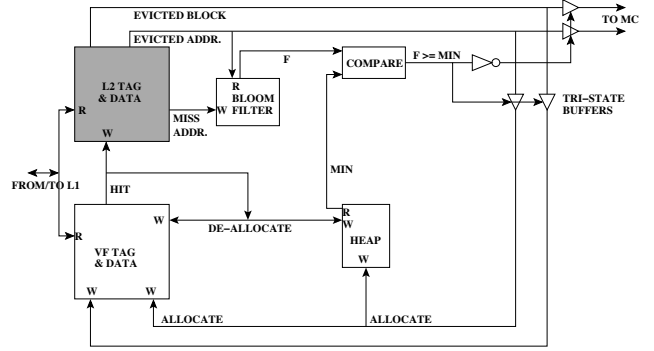 EVICTED BLOCK
TO MC
EVICTED ADDR.
F
F >= MIN
COMPARE
L2 TAG
& DATA
R
BLOOM
FILTER
W
R
W
MISS
ADDR.
TRI−STATE
BUFFERS
MIN
FROM/TO L1
HIT
W
DE−ALLOCATE
R
W
HEAP
W
R
VF TAG
& DATA
W
W
ALLOCATE
ALLOCATE